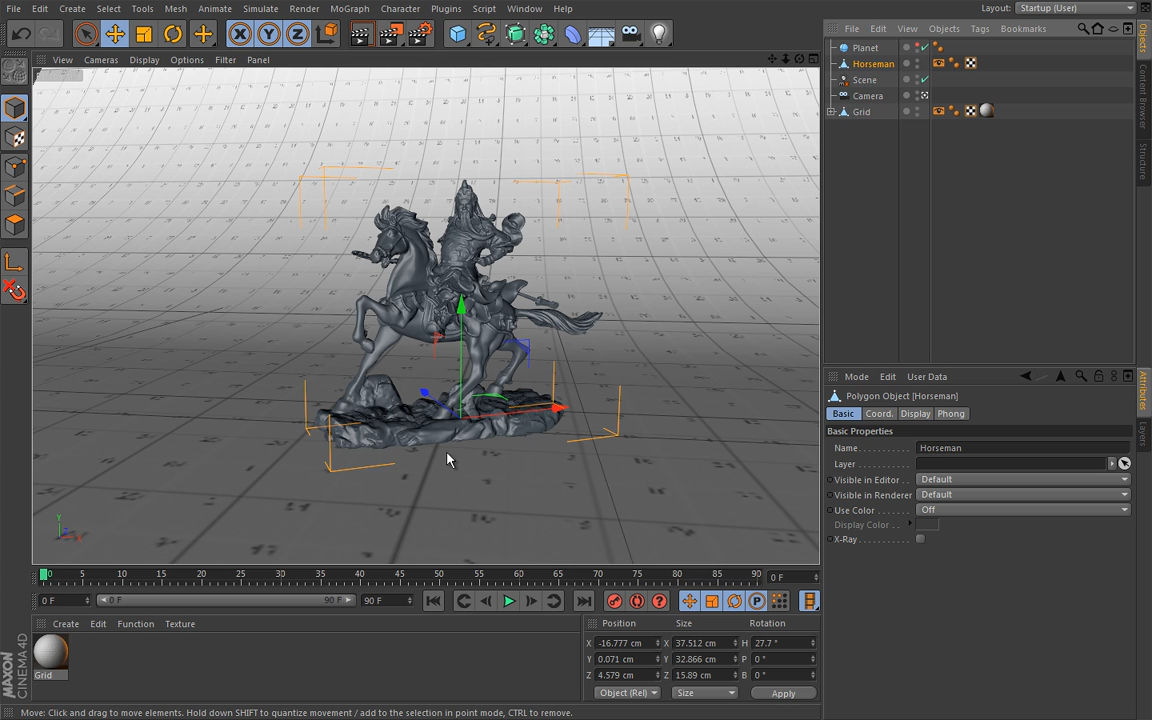 File Edit Create Select Tools Mesh Animate Simulate Render MoGraph Character Plugins Script Window Help Layout: Startup (User)
View Cameras Display Options Filter Panel
File Edit View Objects Tags Bookmarks
Planet
Horseman
Scene
Camera
Grid
Objects
Content Browser
Structure
Mode Edit User Data
Polygon Object [Horseman]
Basic Coord. Display Phong
Basic Properties
Name Horseman
Layer
Visible in Editor Default
Visible in Renderer Default
Use Color Off
Display Color
X-Ray
Attributes
Layers
Y
X
0 5 10 15 20 25 30 35 40 45 50 55 60 65 70 75 80 85 90 0 F
0 F 0 F 90 F 90 F
Create Edit Function Texture
Grid
Position Size Rotation
X -16.777 cm X 37.512 cm H 27.7 °
Y 0.071 cm Y 32.866 cm P 0 °
Z 4.579 cm Z 15.89 cm B 0 °
Object (Rel) Size Apply
MAXON
CINEMA 4D
Move: Click and drag to move elements. Hold down SHIFT to quantize movement / add to the selection in point mode, CTRL to remove.